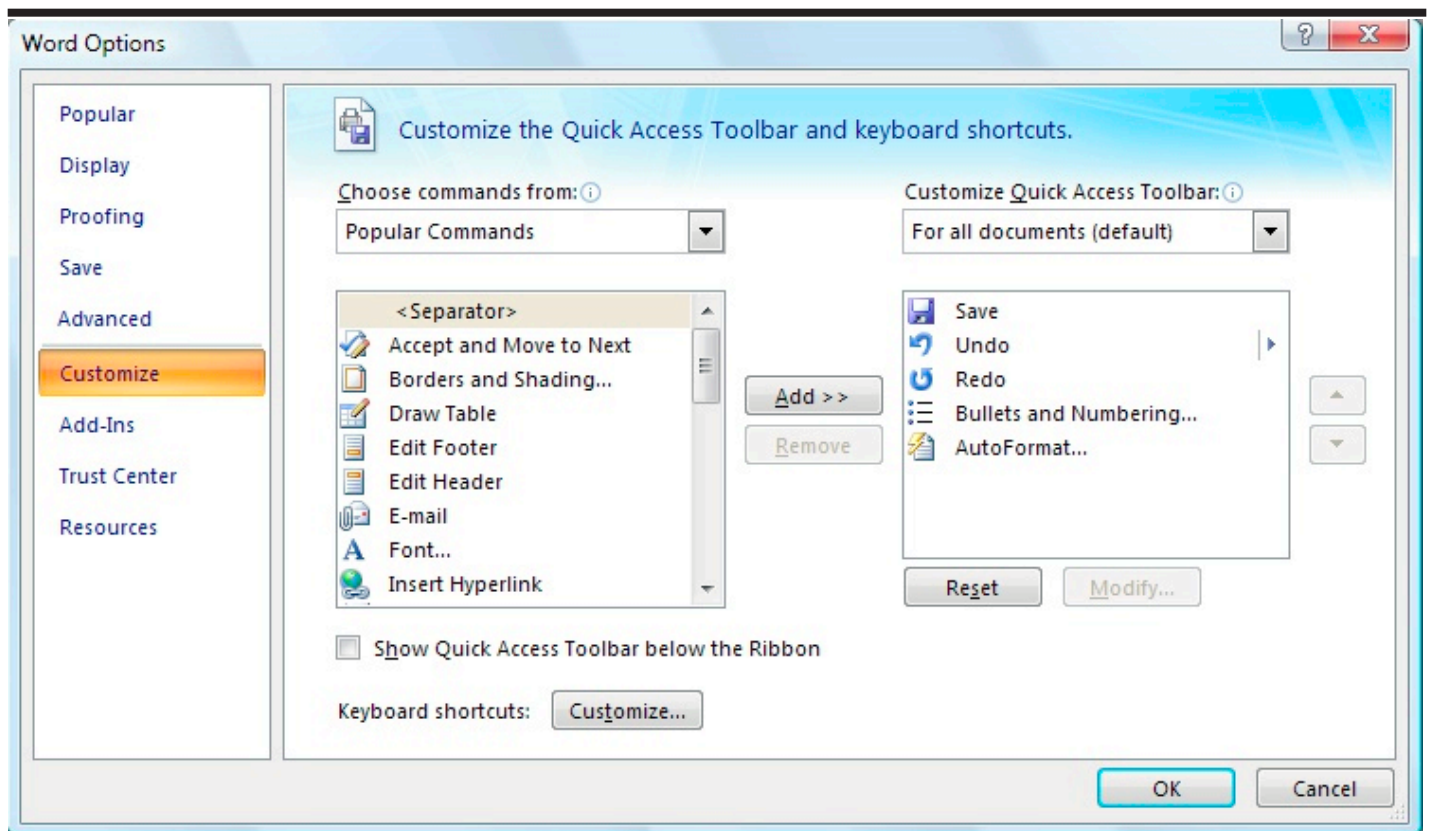 Word Options
Popular
Display
Proofing
Save
Advanced
Customize
Add-Ins
Trust Center
Resources
Customize the Quick Access Toolbar and keyboard shortcuts.
Choose commands from:
Popular Commands
<Separator>
Accept and Move to Next
Borders and Shading...
Draw Table
Edit Footer
Edit Header
E-mail
Font...
Insert Hyperlink
Add >>
Remove
Customize Quick Access Toolbar:
For all documents (default)
Save
Undo
Redo
Bullets and Numbering...
AutoFormat...
Reset
Modify...
Show Quick Access Toolbar below the Ribbon
Keyboard shortcuts:
Customize...
OK
Cancel